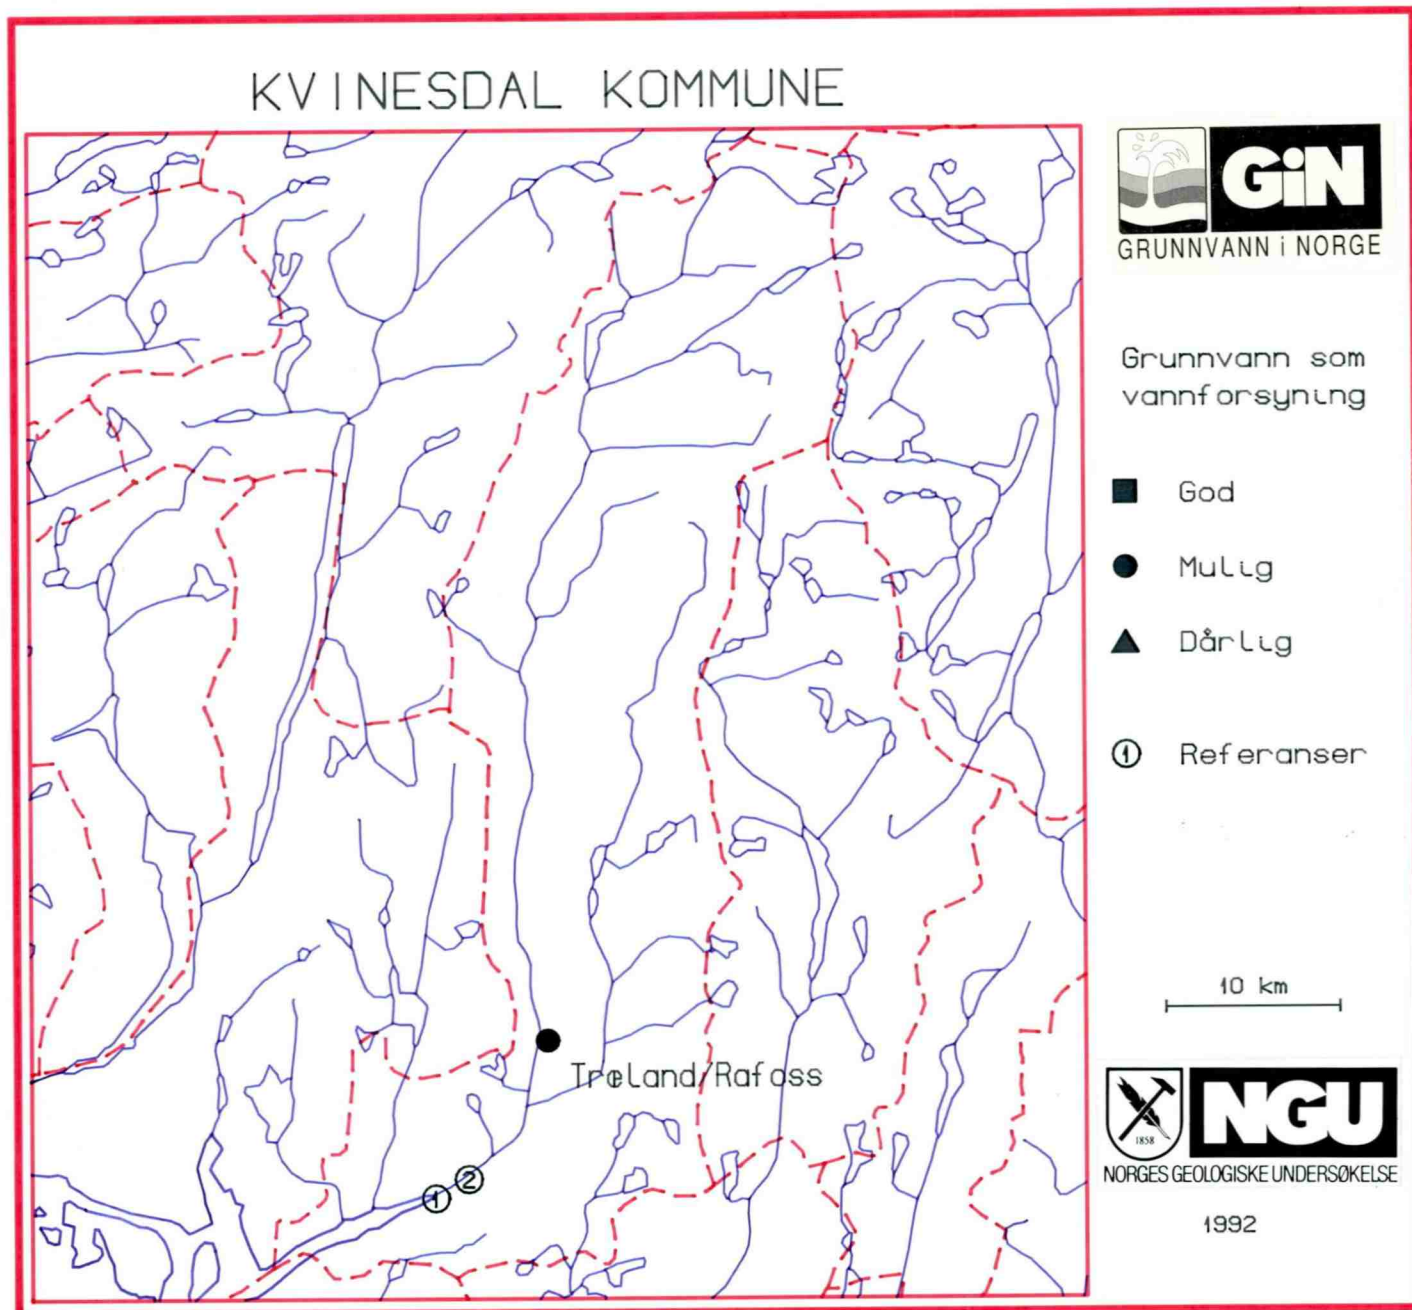 KVINESDAL KOMMUNE
GiN
GRUNNVANN i NORGE
Grunnvann som
vannforsyning
God
Mulig
Dårlig
1 Referanser
10 km
Træland/Rafoss
1
2
1858
NGU
NORGES GEOLOGISKE UNDERSØKELSE
1992